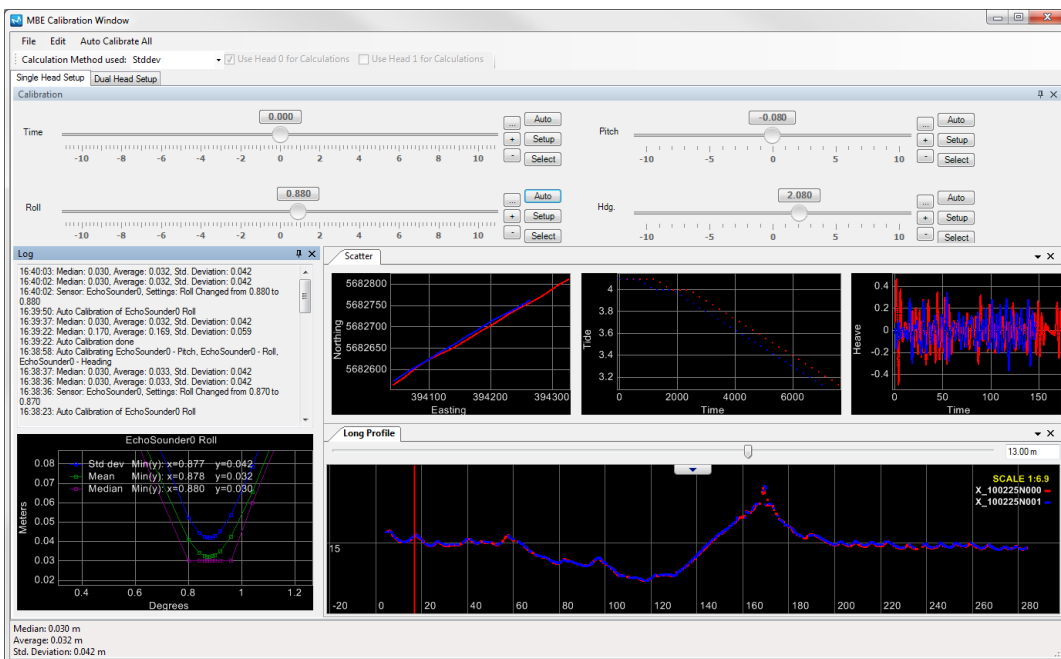 MBE Calibration Window
File Edit Auto Calibrate All
Calculation Method used: Stddev Use Head 0 for Calculations Use Head 1 for Calculations
Single Head Setup Dual Head Setup
Calibration
Time 0.000 ... Auto
+ Setup
- Select
-10 -8 -6 -4 -2 0 2 4 6 8 10
Pitch -0.080 ... Auto
+ Setup
- Select
-10 -5 0 5 10
Roll 0.880 ... Auto
+ Setup
- Select
-10 -8 -6 -4 -2 0 2 4 6 8 10
Hdg. 2.080 ... Auto
+ Setup
- Select
-10 -5 0 5 10
Log
16:40:03: Median: 0.030, Average: 0.032, Std. Deviation: 0.042
16:40:02: Median: 0.030, Average: 0.032, Std. Deviation: 0.042
16:40:02: Sensor: EchoSounder0, Settings: Roll Changed from 0.880 to
0.880
16:39:50: Auto Calibration of EchoSounder0 Roll
16:39:37: Median: 0.030, Average: 0.032, Std. Deviation: 0.042
16:39:22: Median: 0.170, Average: 0.169, Std. Deviation: 0.059
16:39:22: Auto Calibration done
16:38:58: Auto Calibrating EchoSounder0 - Pitch, EchoSounder0 - Roll,
EchoSounder0 - Heading
16:38:37: Median: 0.030, Average: 0.033, Std. Deviation: 0.042
16:38:36: Median: 0.030, Average: 0.033, Std. Deviation: 0.042
16:38:36: Sensor: EchoSounder0, Settings: Roll Changed from 0.870 to
0.870
16:38:23: Auto Calibration of EchoSounder0 Roll
EchoSounder0 Roll
Std dev Min(y): x=0.877 y=0.042
Mean Min(y): x=0.878 y=0.032
Median Min(y): x=0.880 y=0.030
Meters
0.08
0.07
0.06
0.05
0.04
0.03
0.02
0.4 0.6 0.8 1.0 1.2
Degrees
Scatter
Northing
5682800
5682750
5682700
5682650
5682600
394100 394200 394300
Easting
Tide
4
3.8
3.6
3.4
3.2
0 2000 4000 6000
Time
Heave
0.4
0.2
0
-0.2
-0.4
0 50 100 150
Time
Long Profile
13.00 m
SCALE 1:6.9
X_100225N000
X_100225N001
15
-20 0 20 40 60 80 100 120 140 160 180 200 220 240 260 280
Median: 0.030 m
Average: 0.032 m
Std. Deviation: 0.042 m